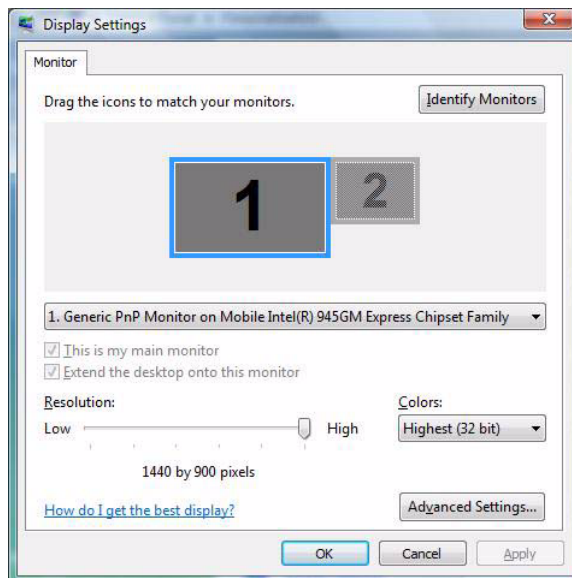 Display Settings
Monitor
Drag the icons to match your monitors.
Identify Monitors
1
2
1. Generic PnP Monitor on Mobile Intel(R) 945GM Express Chipset Family
This is my main monitor
Extend the desktop onto this monitor
Resolution:
Colors:
Low
High
Highest (32 bit)
1440 by 900 pixels
How do I get the best display?
Advanced Settings...
OK
Cancel
Apply